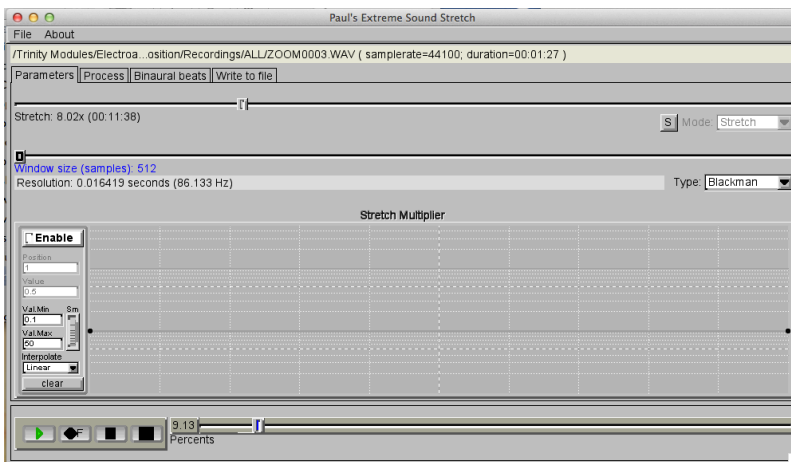 Paul's Extreme Sound Stretch
File About
/Trinity Modules/Electroa...osition/Recordings/ALL/ZOOM0003.WAV ( samplerate=44100; duration=00:01:27 )
Parameters Process Binaural beats Write to file
Stretch: 8.02x (00:11:38)
S Mode: Stretch
Window size (samples): 512
Resolution: 0.016419 seconds (86.133 Hz)
Type: Blackman
Stretch Multiplier
Enable
Position
1
Value
0.5
Val.Min Sm
0.1
Val.Max
50
Interpolate
Linear
clear
F
9.13
Percents